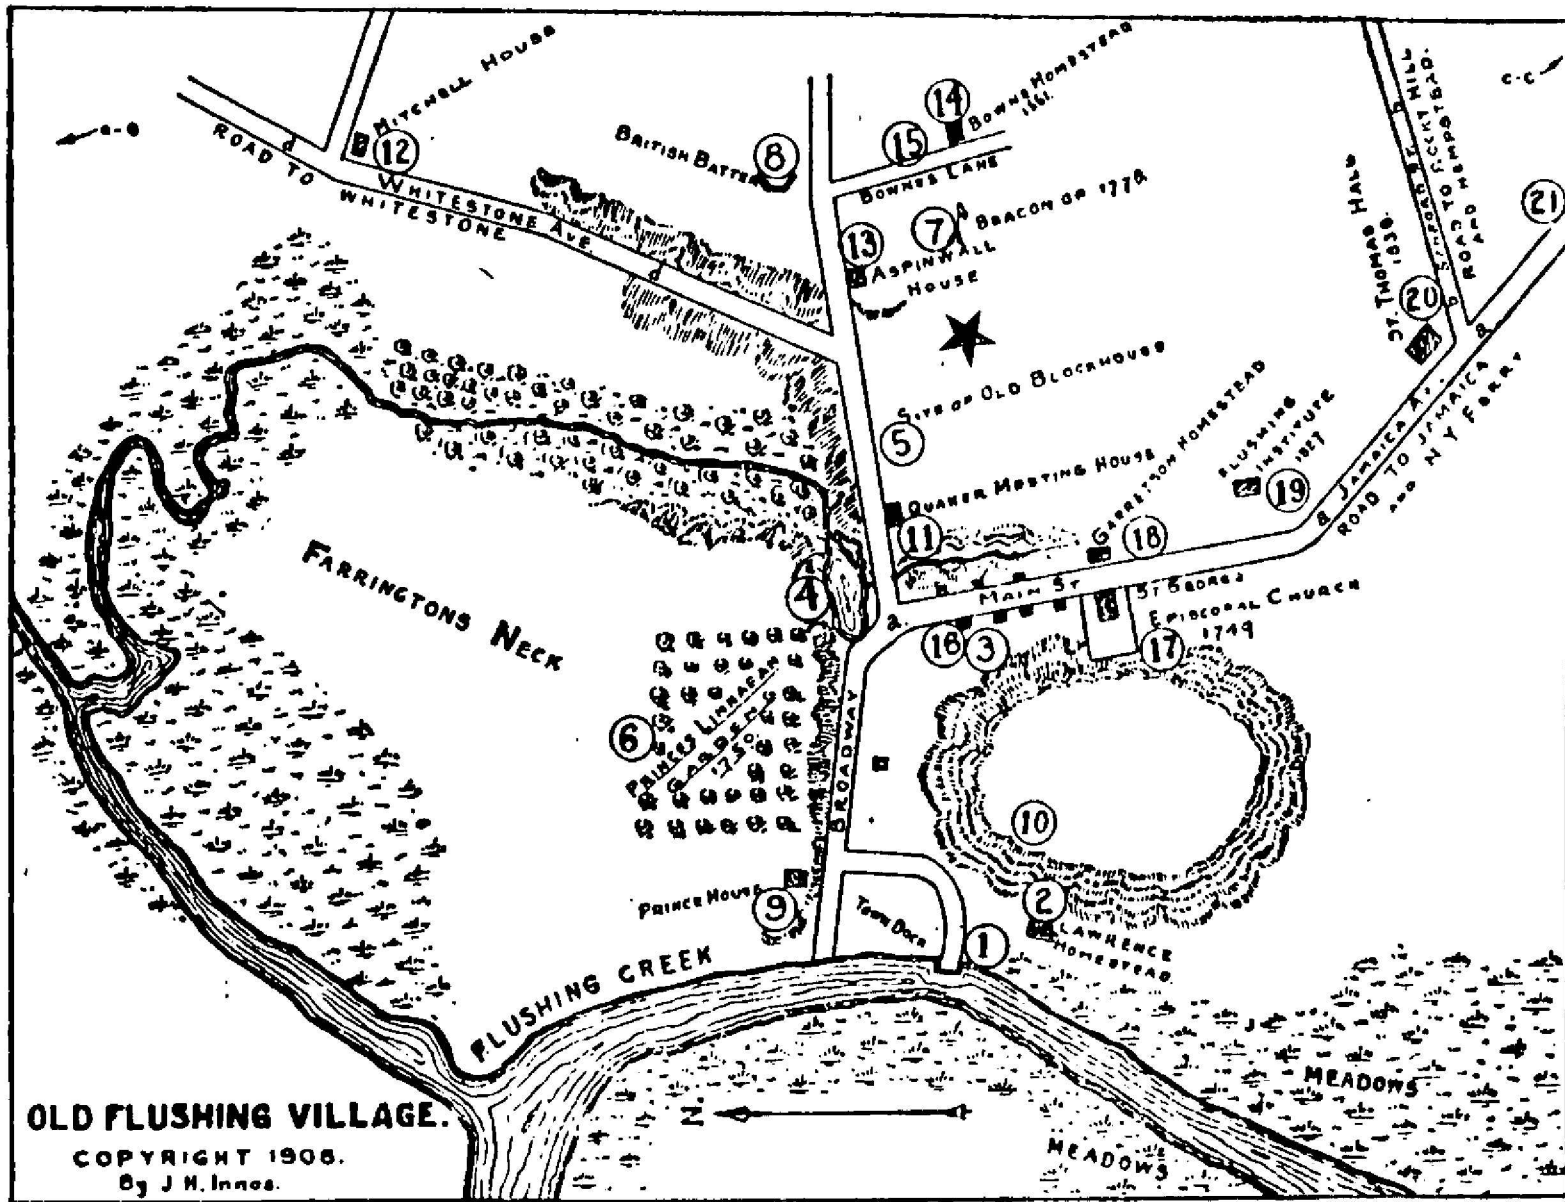 MITCHELL HOUSE
12
ROAD TO WHITESTONE
WHITESTONE AVE
d
d
BRITISH BATTERY
8
14
BOWNE HOMESTEAD
1661.
15
BOWNES LANE
7
BEACON OF 1778
13
ASPINWALL
HOUSE
c-c
ROAD TO ROCKY HILL
AND HEMPSTEAD.
b
b
ST. THOMAS HALL
1838.
20
21
SITE OF OLD BLOCKHOUSE
5
QUAKER MEETING HOUSE
11
GARRETSON HOMESTEAD
18
FLUSHING
INSTITUTE
1827
19
JAMAICA
ROAD TO JAMAICA
AND N Y FERRY
a
a
a
MAIN ST
ST GEORGES
EPISCOPAL CHURCH
1749
17
16
3
4
FARRINGTONS NECK
6
PRINCES LINNAEAN
GARDENS
1750.
BROADWAY
10
PRINCE HOUSE
9
TOWN DOCK
1
2
LAWRENCE
HOMESTEAD
FLUSHING CREEK
N
MEADOWS
MEADOWS
OLD FLUSHING VILLAGE.
COPYRIGHT 1908.
By J H. Innes.